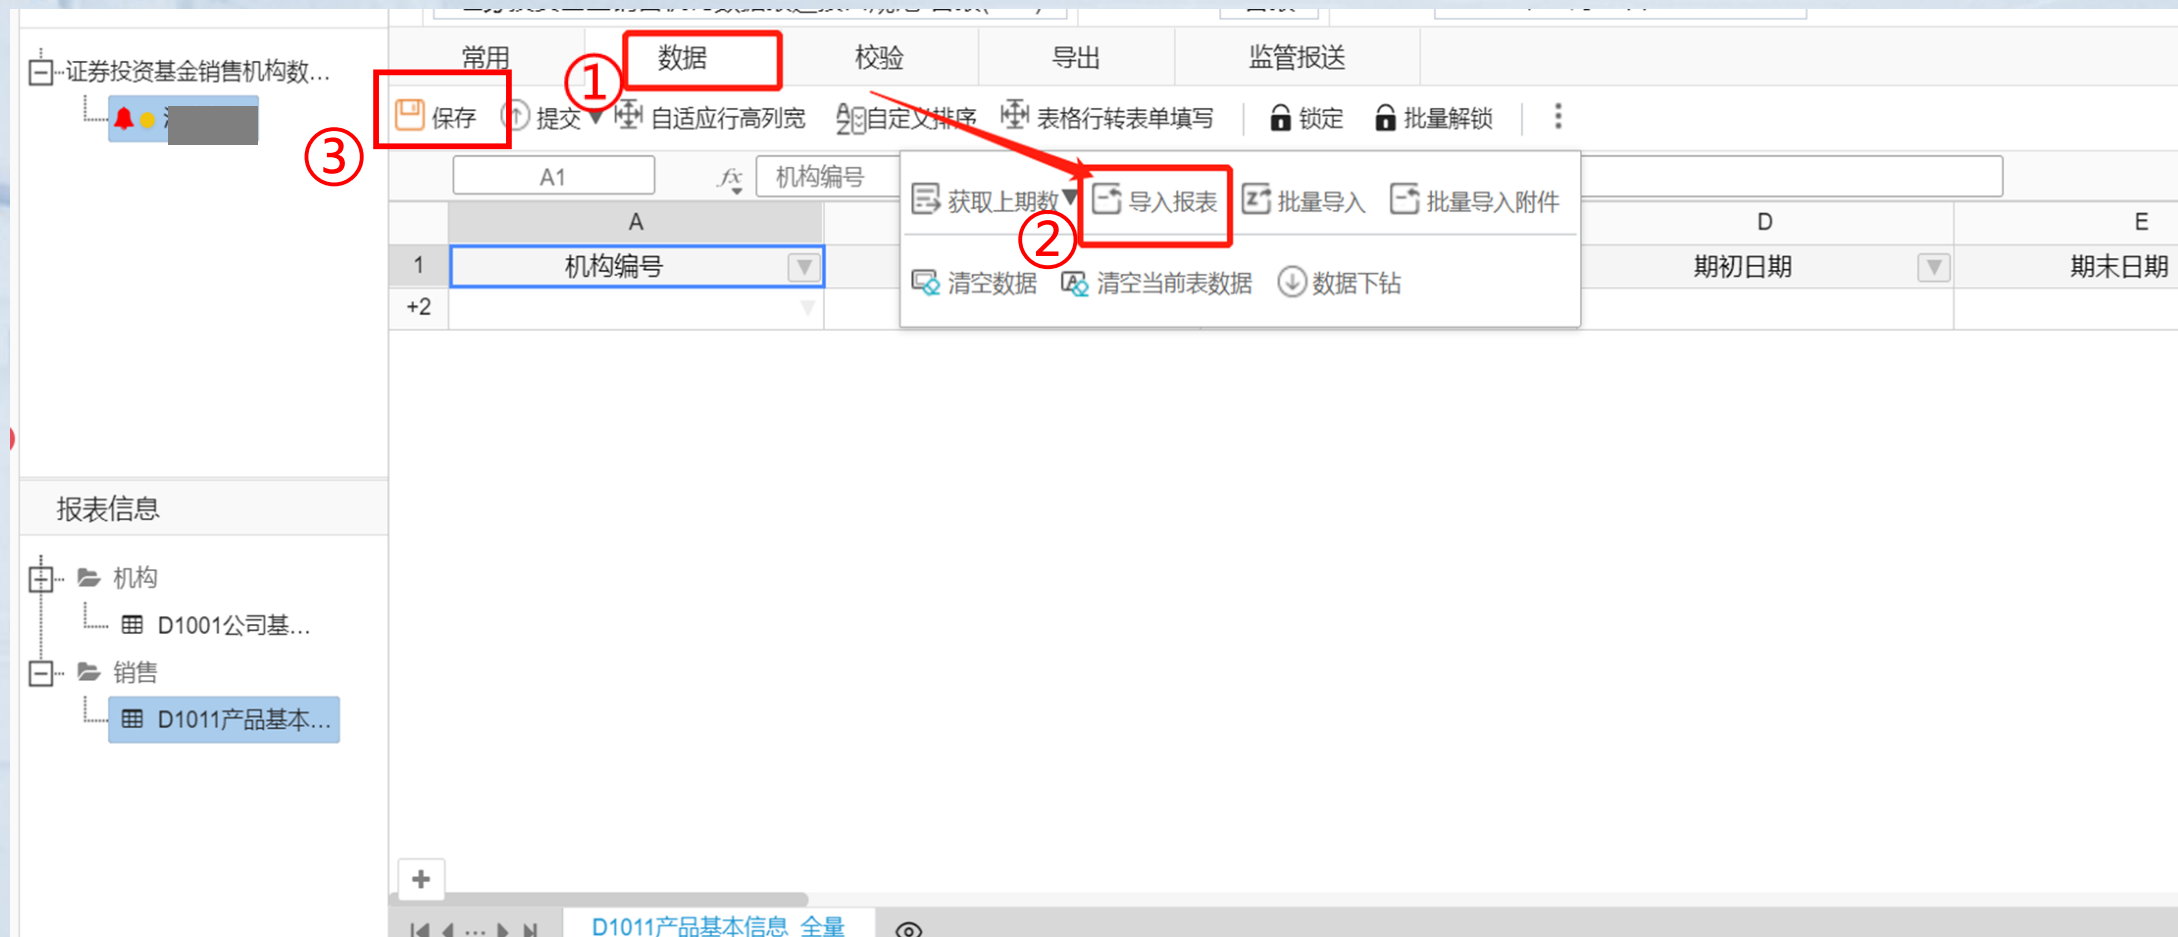 常用 数据 校验 导出 监管报送
证券投资基金销售机构数...
①
保存 提交 自适应行高列宽 自定义排序 表格行转表单填写 锁定 批量解锁
③
A1 fx 机构编号
获取上期数 导入报表 批量导入 批量导入附件
②
清空数据 清空当前表数据 数据下钻
A D E
1 机构编号 期初日期 期末日期
+2
报表信息
机构
D1001公司基...
销售
D1011产品基本...
D1011产品基本信息_全量